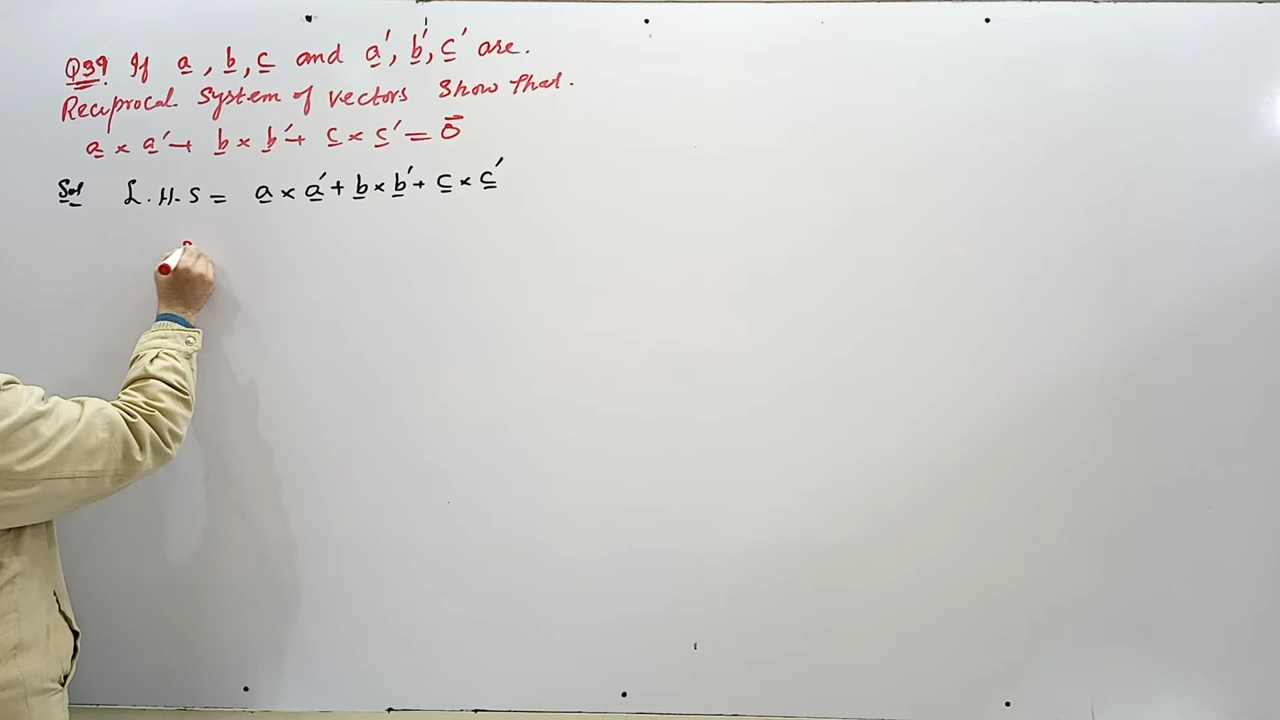 Q39 If a̲, b̲, c̲ and a̲', b̲', c̲' are.
Reciprocal System of vectors Show that.
a̲ × a̲' + b̲ × b̲' + c̲ × c̲' = 0⃗
Sol L.H.S = a̲ × a̲' + b̲ × b̲' + c̲ × c̲'